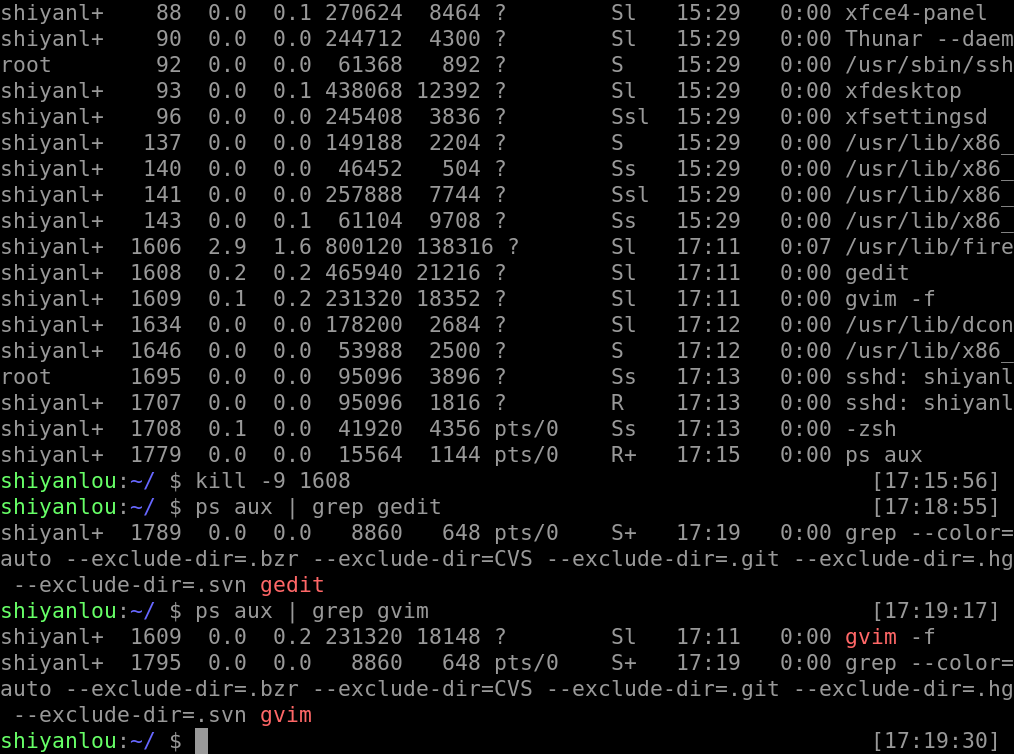 shiyanl+    88  0.0  0.1 270624  8464 ?        Sl   15:29   0:00 xfce4-panel
shiyanl+    90  0.0  0.0 244712  4300 ?        Sl   15:29   0:00 Thunar --daem
root        92  0.0  0.0  61368   892 ?        S    15:29   0:00 /usr/sbin/ssh
shiyanl+    93  0.0  0.1 438068 12392 ?        Sl   15:29   0:00 xfdesktop
shiyanl+    96  0.0  0.0 245408  3836 ?        Ssl  15:29   0:00 xfsettingsd
shiyanl+   137  0.0  0.0 149188  2204 ?        S    15:29   0:00 /usr/lib/x86_
shiyanl+   140  0.0  0.0  46452   504 ?        Ss   15:29   0:00 /usr/lib/x86_
shiyanl+   141  0.0  0.0 257888  7744 ?        Ssl  15:29   0:00 /usr/lib/x86_
shiyanl+   143  0.0  0.1  61104  9708 ?        Ss   15:29   0:00 /usr/lib/x86_
shiyanl+  1606  2.9  1.6 800120 138316 ?       Sl   17:11   0:07 /usr/lib/fire
shiyanl+  1608  0.2  0.2 465940 21216 ?        Sl   17:11   0:00 gedit
shiyanl+  1609  0.1  0.2 231320 18352 ?        Sl   17:11   0:00 gvim -f
shiyanl+  1634  0.0  0.0 178200  2684 ?        Sl   17:12   0:00 /usr/lib/dcon
shiyanl+  1646  0.0  0.0  53988  2500 ?        S    17:12   0:00 /usr/lib/x86_
root      1695  0.0  0.0  95096  3896 ?        Ss   17:13   0:00 sshd: shiyanl
shiyanl+  1707  0.0  0.0  95096  1816 ?        R    17:13   0:00 sshd: shiyanl
shiyanl+  1708  0.1  0.0  41920  4356 pts/0    Ss   17:13   0:00 -zsh
shiyanl+  1779  0.0  0.0  15564  1144 pts/0    R+   17:15   0:00 ps aux
shiyanlou:~/ $ kill -9 1608                                        [17:15:56]
shiyanlou:~/ $ ps aux | grep gedit                                 [17:18:55]
shiyanl+  1789  0.0  0.0   8860   648 pts/0    S+   17:19   0:00 grep --color=
auto --exclude-dir=.bzr --exclude-dir=CVS --exclude-dir=.git --exclude-dir=.hg
 --exclude-dir=.svn gedit
shiyanlou:~/ $ ps aux | grep gvim                                  [17:19:17]
shiyanl+  1609  0.0  0.2 231320 18148 ?        Sl   17:11   0:00 gvim -f
shiyanl+  1795  0.0  0.0   8860   648 pts/0    S+   17:19   0:00 grep --color=
auto --exclude-dir=.bzr --exclude-dir=CVS --exclude-dir=.git --exclude-dir=.hg
 --exclude-dir=.svn gvim
shiyanlou:~/ $                                                     [17:19:30]